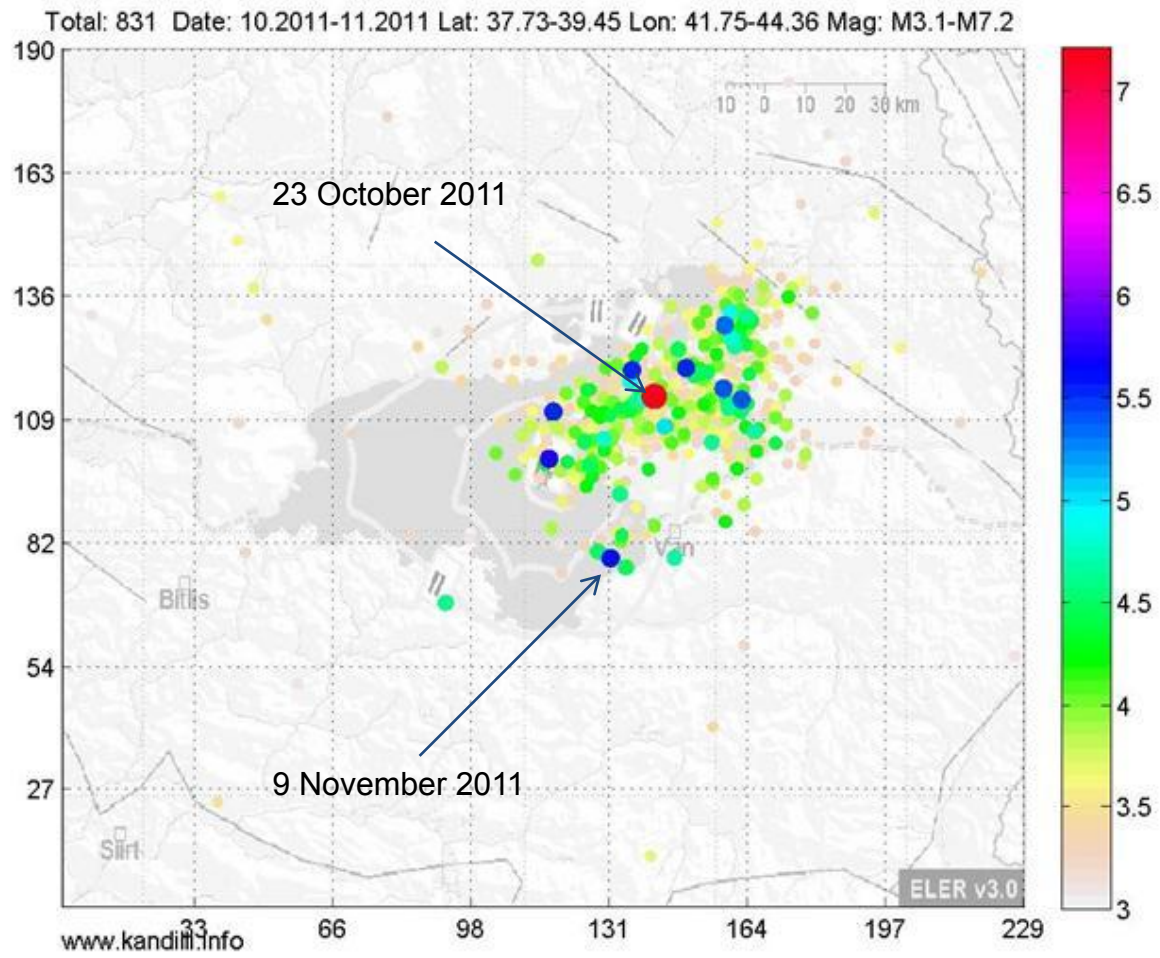 Total: 831 Date: 10.2011-11.2011 Lat: 37.73-39.45 Lon: 41.75-44.36 Mag: M3.1-M7.2
190
163
136
109
82
54
27
10 0 10 20 30 km
23 October 2011
Van
Bitlis
9 November 2011
Siirt
ELER v3.0
33 66 98 131 164 197 229
www.kandilli.info
7
6.5
6
5.5
5
4.5
4
3.5
3